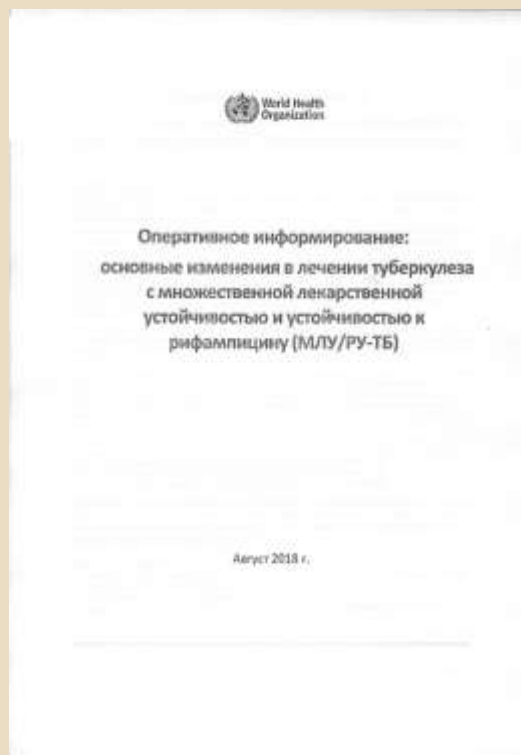 World Health
Organization
Оперативное информирование:
основные изменения в лечении туберкулеза
с множественной лекарственной
устойчивостью и устойчивостью к
рифампицину (МЛУ/РУ-ТБ)
Август 2018 г.